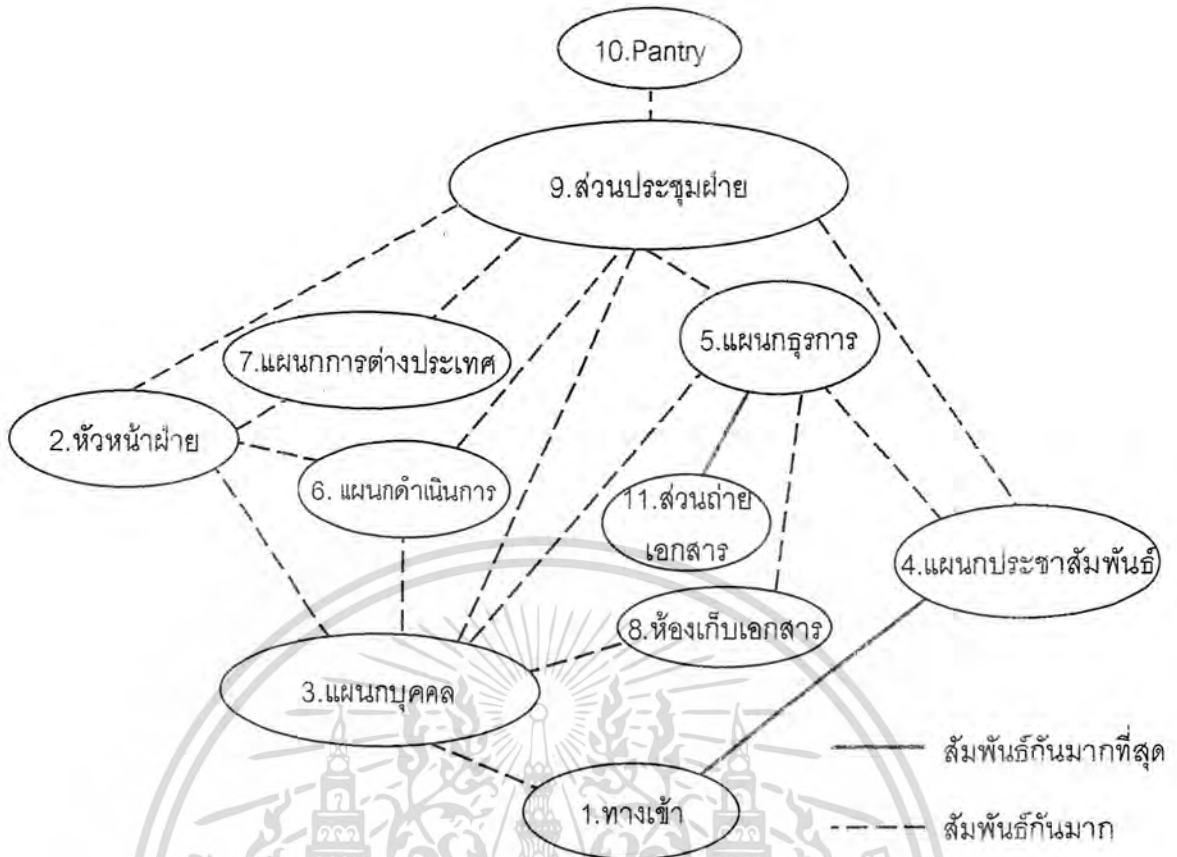 10.Pantry
9.ส่วนประชุมฝ่าย
7.แผนกการต่างประเทศ
5.แผนกธุรการ
2.หัวหน้าฝ่าย
6. แผนกดำเนินการ
11.ส่วนถ่าย
เอกสาร
4.แผนกประชาสัมพันธ์
8.ห้องเก็บเอกสาร
3.แผนกบุคคล
สัมพันธ์กันมากที่สุด
1.ทางเข้า
สัมพันธ์กันมาก